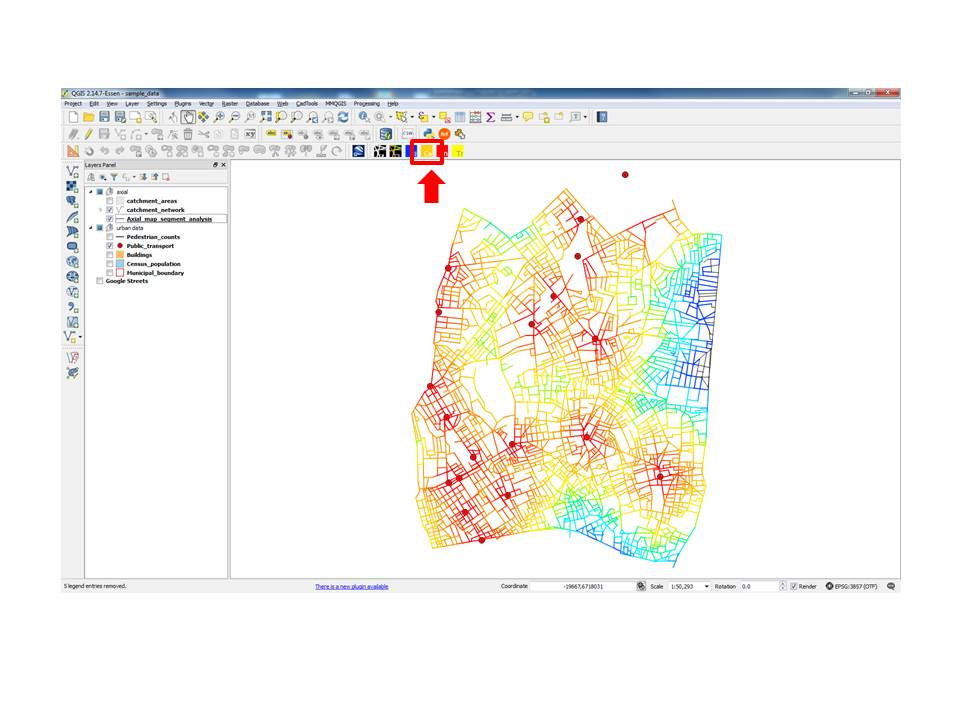 QGIS 2.14.7-Essen - sample_data
Project Edit View Layer Settings Plugins Vector Raster Database Web CadTools MMQGIS Processing Help
CSW
Layers Panel
axial
catchment_areas
catchment_network
Axial_map_segment_analysis
urban data
Pedestrian_counts
Public_transport
Buildings
Census_population
Municipal_boundary
Google Streets
5 legend entries removed.
There is a new plugin available
Coordinate
-19667,6718031
Scale
1:50,293
Rotation
0.0
Render
EPSG:3857 (OTF)